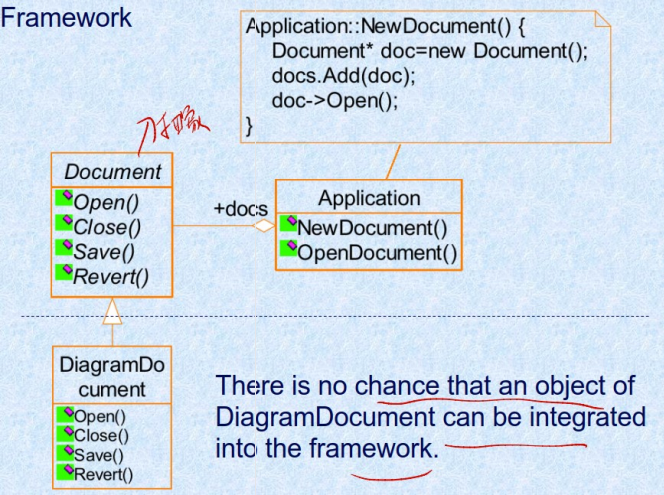 Framework
Application::NewDocument() {
Document* doc=new Document();
docs.Add(doc);
doc->Open();
}
Document
Open()
Close()
Save()
Revert()
+docs
Application
NewDocument()
OpenDocument()
DiagramDo
cument
Open()
Close()
Save()
Revert()
There is no chance that an object of
DiagramDocument can be integrated
into the framework.